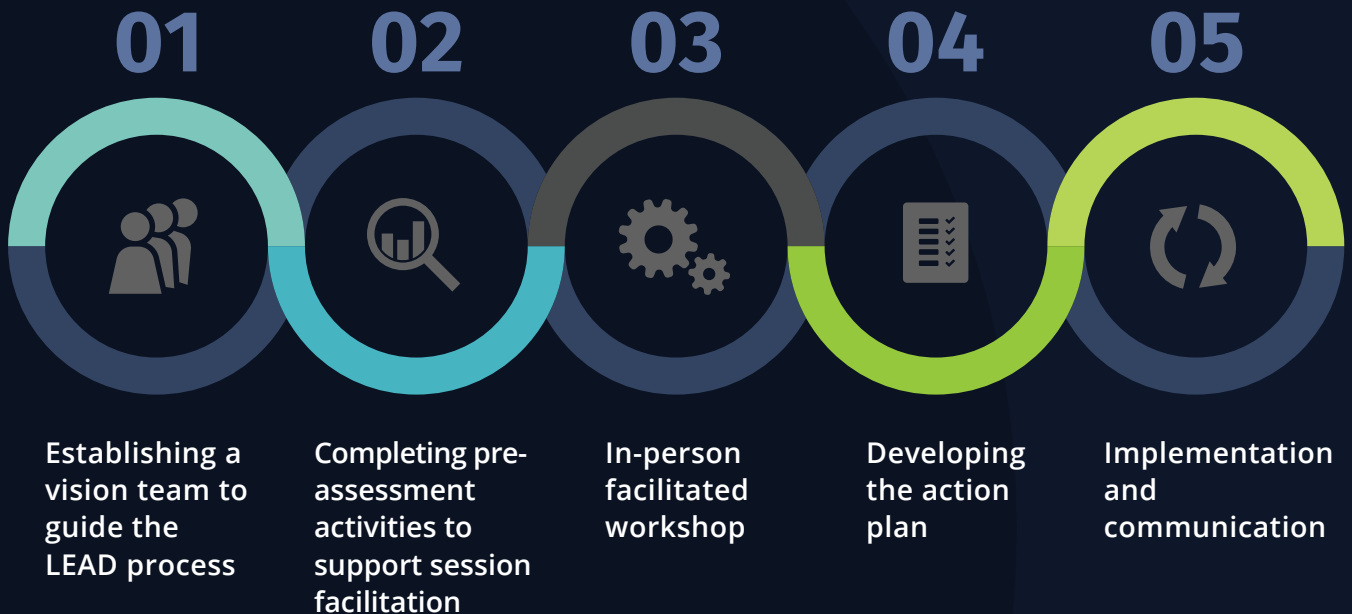 01
02
03
04
05
Establishing a
vision team to
guide the
LEAD process
Completing pre-
assessment
activities to
support session
facilitation
In-person
facilitated
workshop
Developing
the action
plan
Implementation
and
communication